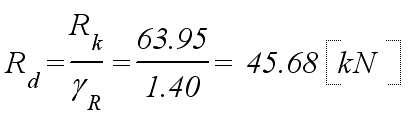 R_d = R_k / γ_R = 63.95 / 1.40 = 45.68 [kN]